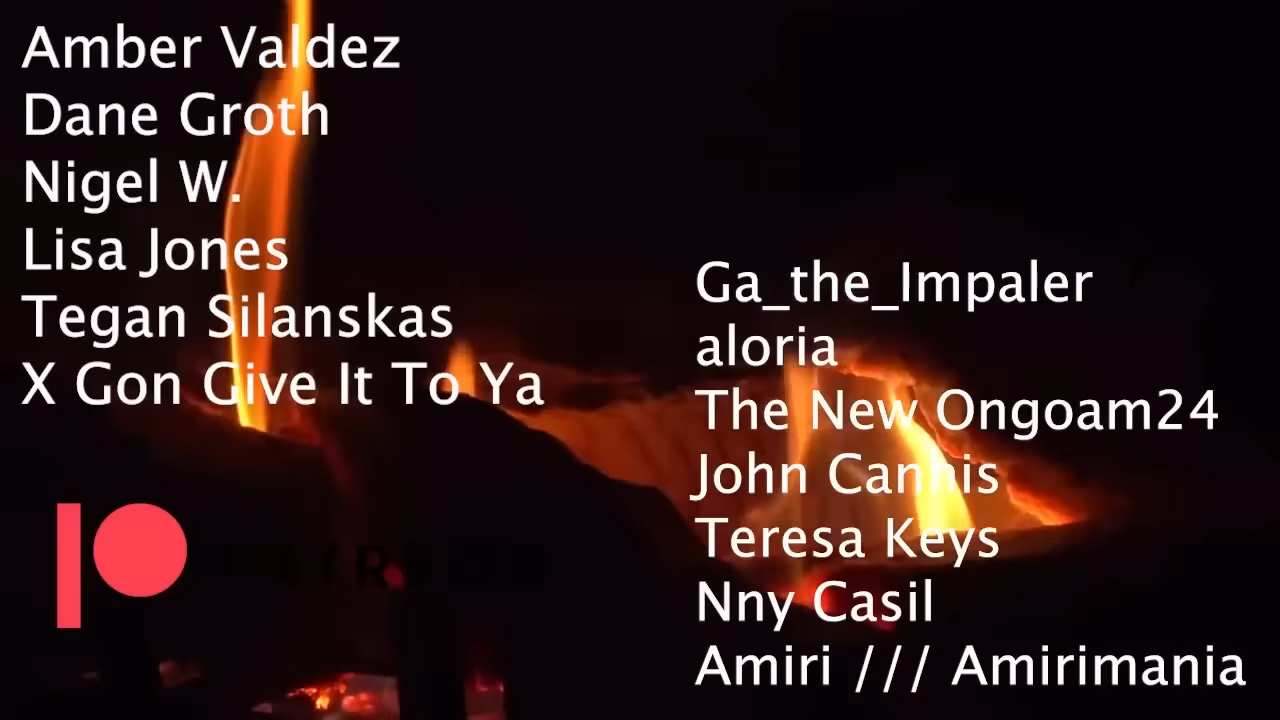 Amber Valdez
Dane Groth
Nigel W.
Lisa Jones
Tegan Silanskas
X Gon Give It To Ya
Ga_the_Impaler
aloria
The New Ongoam24
John Cannis
Teresa Keys
Nny Casil
Amiri /// Amirimania